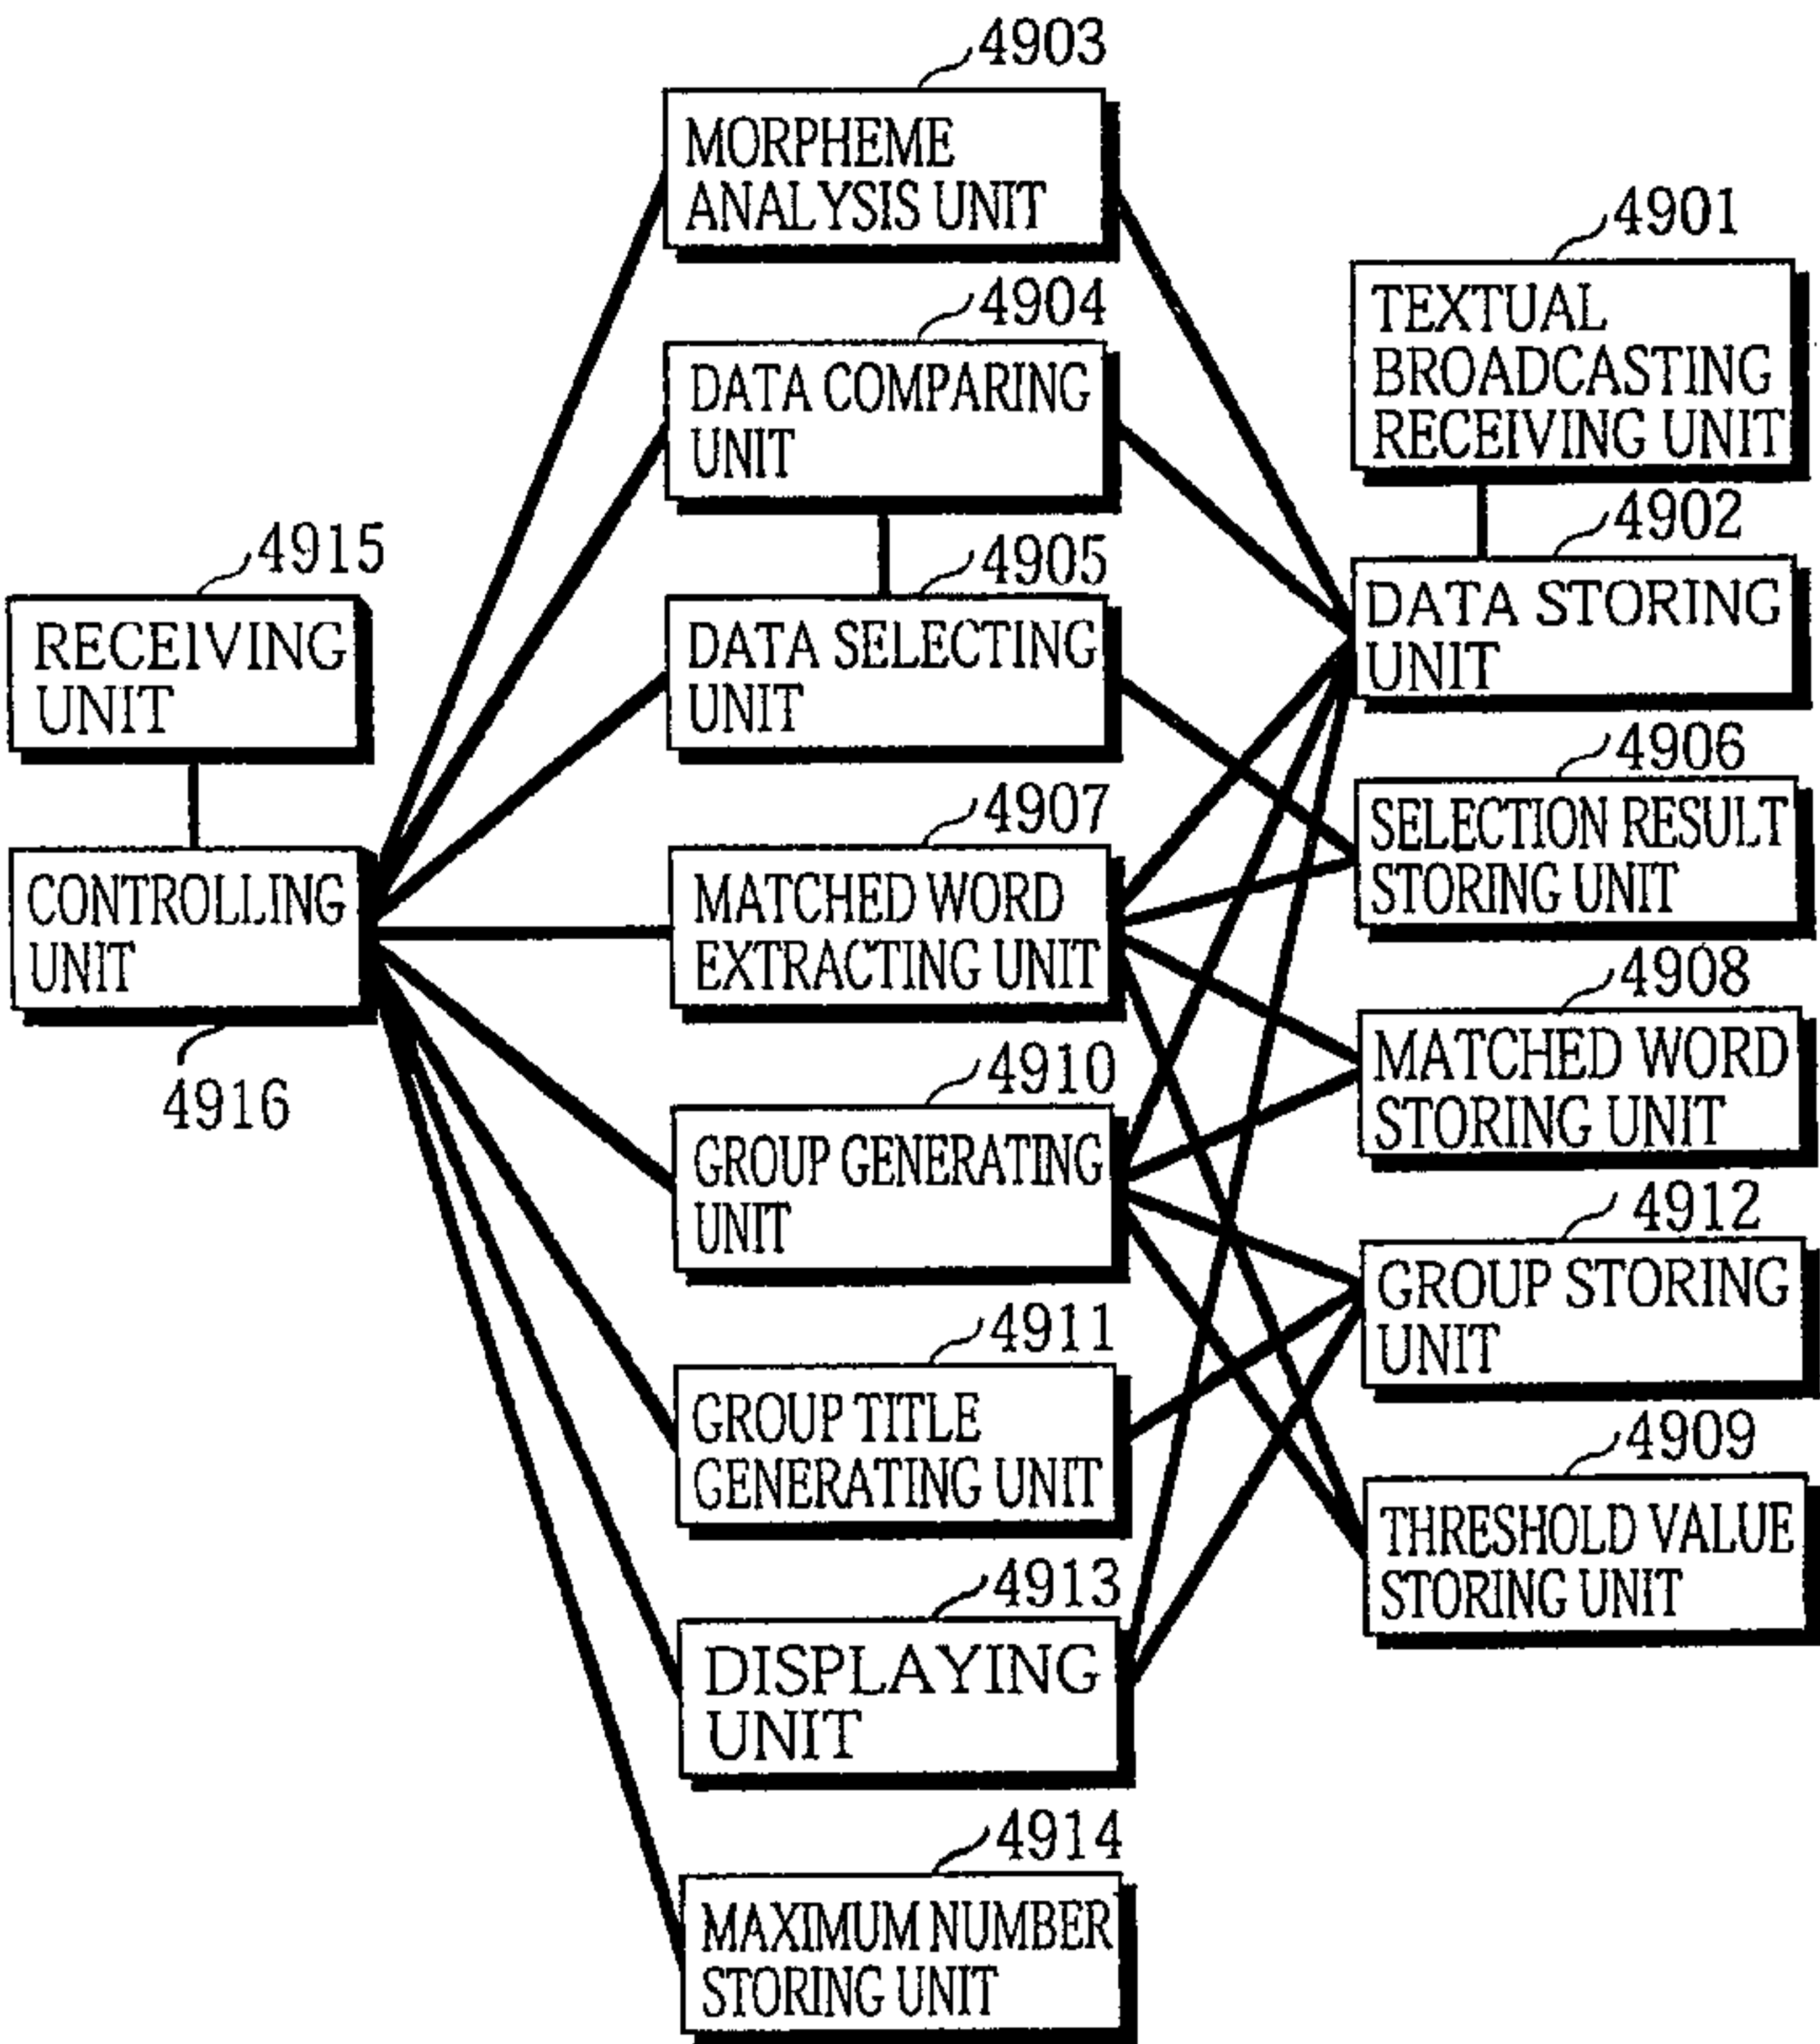 4903
MORPHEME
ANALYSIS UNIT
4901
TEXTUAL
BROADCASTING
RECEIVING UNIT
4904
DATA COMPARING
UNIT
4902
DATA STORING
UNIT
4915
RECEIVING
UNIT
4905
DATA SELECTING
UNIT
4906
SELECTION RESULT
STORING UNIT
4907
MATCHED WORD
EXTRACTING UNIT
CONTROLLING
UNIT
4916
4908
MATCHED WORD
STORING UNIT
4910
GROUP GENERATING
UNIT
4912
GROUP STORING
UNIT
4911
GROUP TITLE
GENERATING UNIT
4909
THRESHOLD VALUE
STORING UNIT
4913
DISPLAYING
UNIT
4914
MAXIMUM NUMBER
STORING UNIT